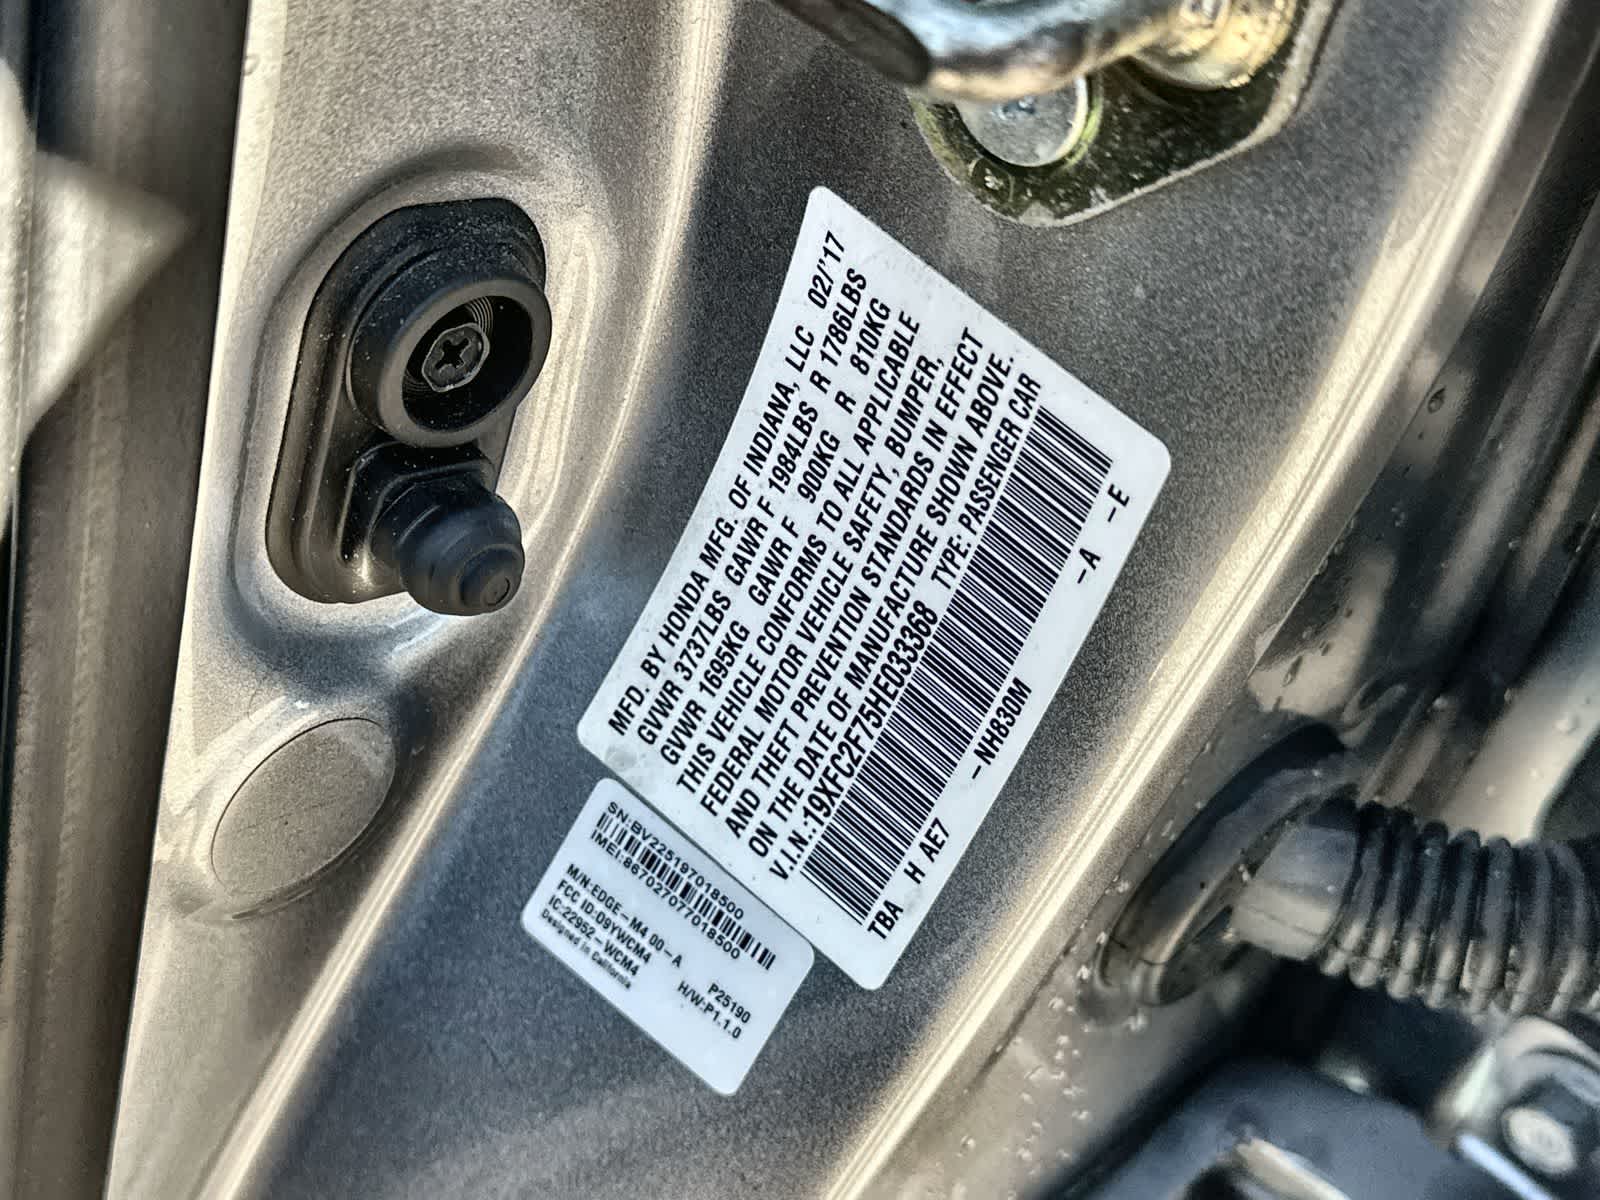 MFD. BY HONDA MFG. OF INDIANA, LLC 02/'17
GVWR 3737LBS GAWR F 1984LBS R 1786LBS
GVWR 1695KG GAWR F 900KG R 810KG
THIS VEHICLE CONFORMS TO ALL APPLICABLE
FEDERAL MOTOR VEHICLE SAFETY, BUMPER,
AND THEFT PREVENTION STANDARDS IN EFFECT
ON THE DATE OF MANUFACTURE SHOWN ABOVE.
V.I.N.:19XFC2F75HE033368 TYPE: PASSENGER CAR
TBA H AE7 -NH830M -A -E
SN:BV225197018500
IMEI:867027077018500
M/N:EDGE-M4 00-A P25190
FCC ID:O9YWCM4 H/W:P1.1.0
IC:22952-WCM4
Designed in California